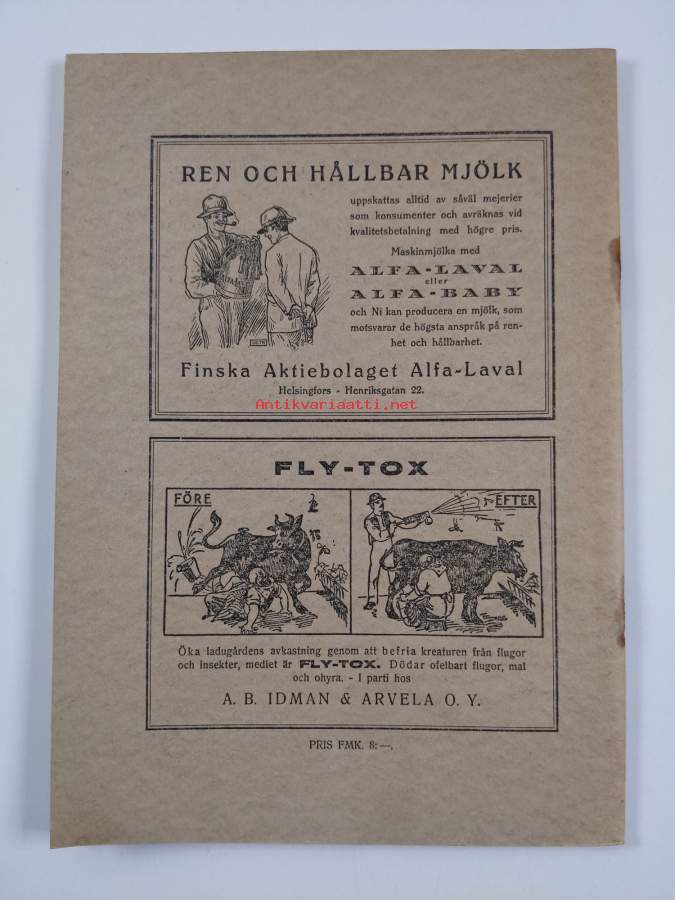 REN OCH HÅLLBAR MJÖLK
uppskattas alltid av såväl mejerier
som konsumenter och avräknas vid
kvalitetsbetalning med högre pris.
Maskinmjölka med
ALFA-LAVAL
eller
ALFA-BABY
och Ni kan producera en mjölk, som
motsvarar de högsta anspråk på ren-
het och hållbarhet.
Finska Aktiebolaget Alfa-Laval
Helsingfors - Henriksgatan 22.
Antikvariaatti.net
FLY-TOX
FÖRE
EFTER
Öka ladugårdens avkastning genom att befria kreaturen från flugor
och insekter, mediet är FLY-TOX. Dödar ofelbart flugor, mal
och ohyra. - I parti hos
A. B. IDMAN & ARVELA O. Y.
PRIS FMK. 8:—.